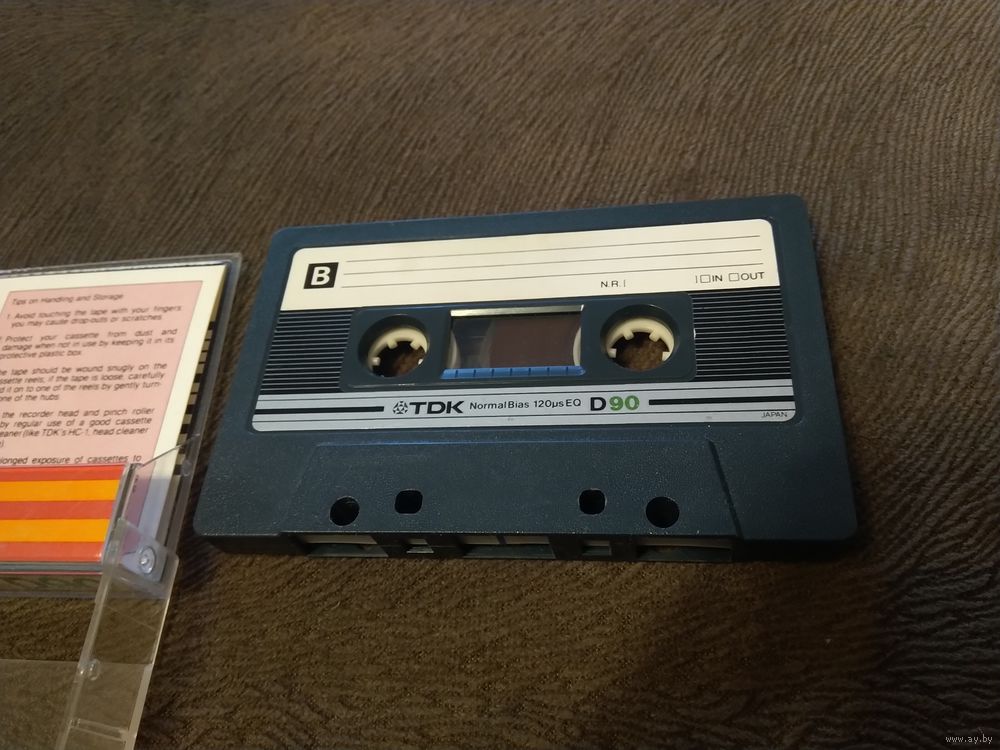 Tips on Handling and Storage
1. Avoid touching the tape with your fingers
you may cause drop-outs or scratches
Protect your cassette from dust and
damage when not in use by keeping it in its
protective plastic box.
tape should be wound snugly on the
reels; if the tape is loose, carefully
it on to one of the reels by gently turn-
one of the hubs.
the recorder head and pinch roller
by regular use of a good cassette
(like TDK's HC-1, head cleaner
exposure of cassettes to
B
N.R. [ ] □IN □OUT
TDK Normal Bias 120μs EQ D90
JAPAN
www.ay.by